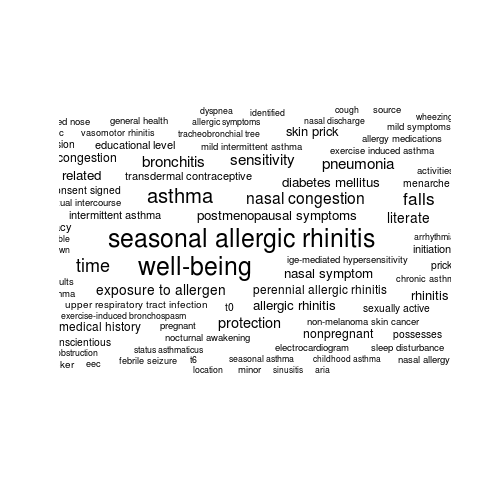 dyspnea identified cough source
ed nose general health allergic symptoms nasal discharge wheezing
vasomotor rhinitis tracheobronchial tree skin prick mild symptoms
sion educational level mild intermittent asthma allergy medications
congestion bronchitis sensitivity exercise induced asthma
related transdermal contraceptive pneumonia activities
onsent signed asthma diabetes mellitus menarche
ual intercourse nasal congestion falls
intermittent asthma postmenopausal symptoms literate
cy
ble seasonal allergic rhinitis arrhythmi
wn initiation
time well-being ige-mediated hypersensitivity prick
nasal symptom chronic asthm
ults exposure to allergen perennial allergic rhinitis rhinitis
ma
upper respiratory tract infection t0 allergic rhinitis sexually active
exercise-induced bronchospasm
medical history pregnant protection non-melanoma skin cancer
nscientious nocturnal awakening nonpregnant possesses
obstruction status asthmaticus electrocardiogram sleep disturbance
ker eec febrile seizure t6 seasonal asthma childhood asthma nasal allergy
location minor sinusitis aria